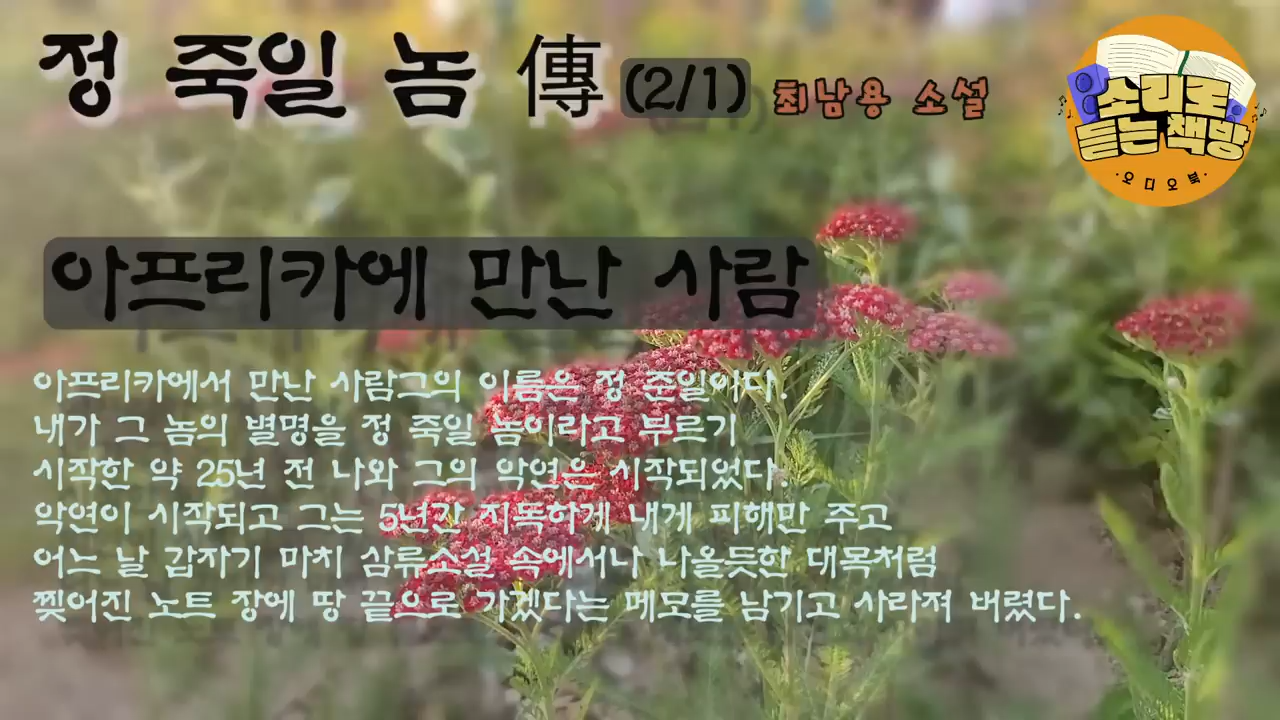 정 죽일 놈 傳 (2/1) 최남용 소설
소리로
듣는 책방
·오디오북·
아프리카에 만난 사람
아프리카에서 만난 사람그의 이름은 정 준일이다.
내가 그 놈의 별명을 정 죽일 놈이라고 부르기
시작한 약 25년 전 나와 그의 악연은 시작되었다.
악연이 시작되고 그는 5년간 지독하게 내게 피해만 주고
어느 날 갑자기 마치 삼류소설 속에서나 나올듯한 대목처럼
찢어진 노트 장에 땅 끝으로 가겠다는 메모를 남기고 사라져 버렸다.